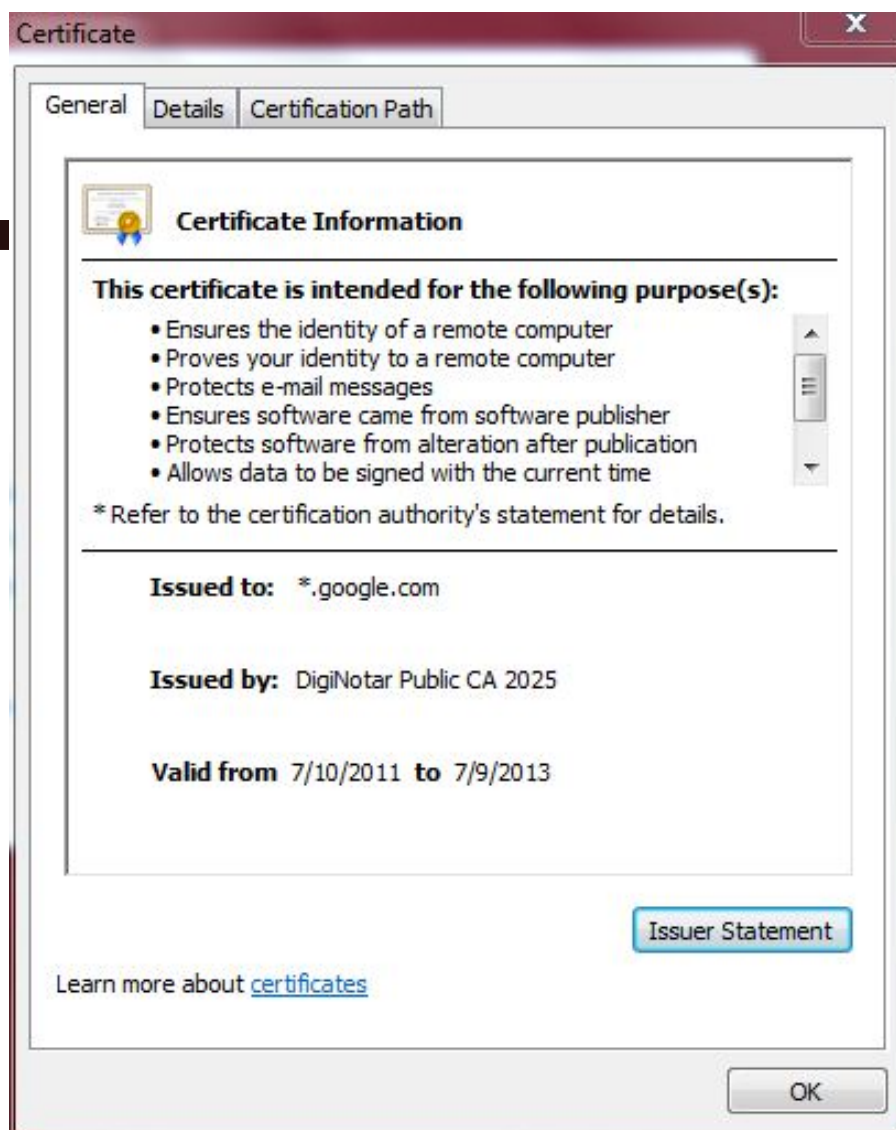 Certificate
General Details Certification Path
Certificate Information
This certificate is intended for the following purpose(s):
• Ensures the identity of a remote computer
• Proves your identity to a remote computer
• Protects e-mail messages
• Ensures software came from software publisher
• Protects software from alteration after publication
• Allows data to be signed with the current time
* Refer to the certification authority's statement for details.
Issued to: *.google.com
Issued by: DigiNotar Public CA 2025
Valid from 7/10/2011 to 7/9/2013
Issuer Statement
Learn more about certificates
OK